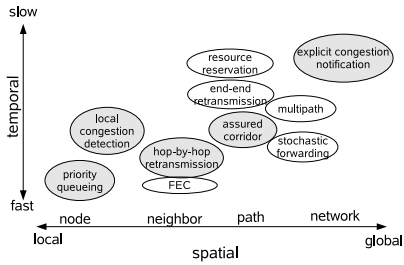 slow
explicit congestion
notification
resource
reservation
end-end
retransmission
multipath
temporal
local
congestion
detection
assured
corridor
hop-by-hop
retransmission
stochastic
forwarding
priority
queueing
FEC
fast
node
neighbor
path
network
local
global
spatial